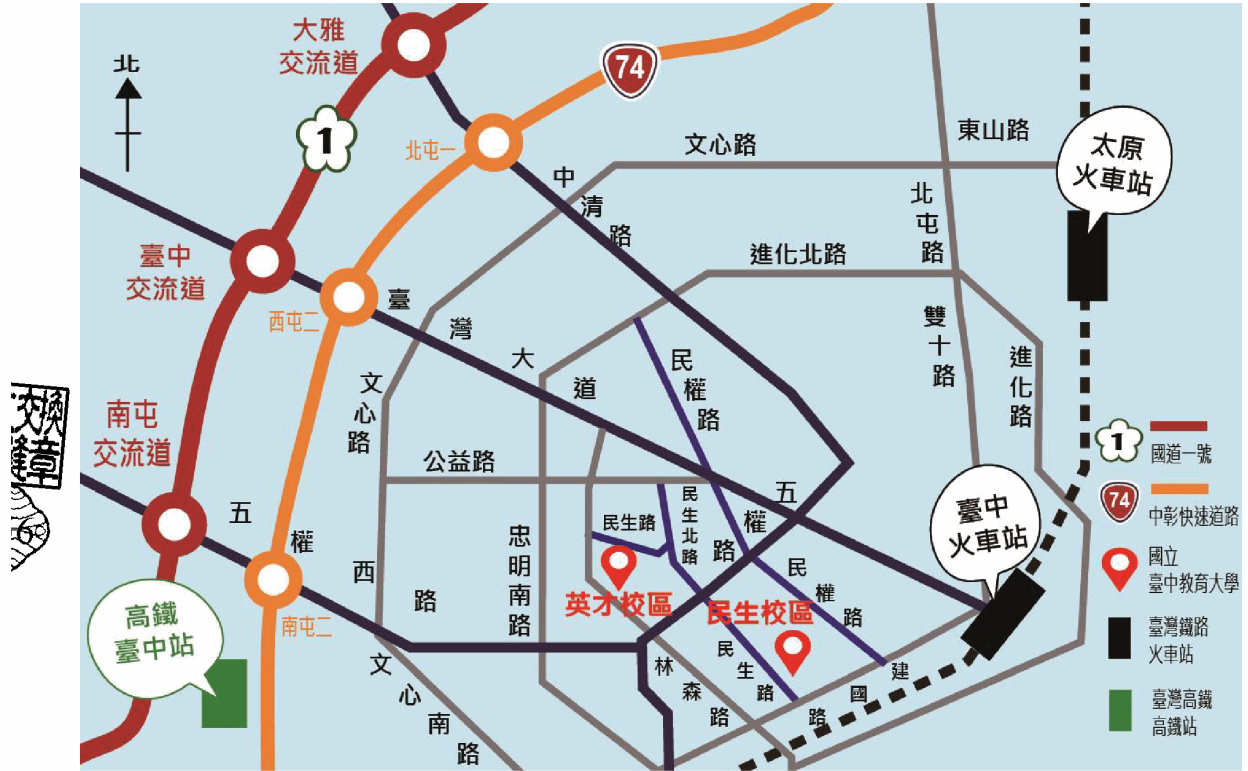 大雅
交流道
74
北
1
北屯一
文心路
東山路
太原
火車站
中清路
北屯路
進化北路
臺中
交流道
西屯二
臺灣大道
雙十路
進化路
文心路
民權路
南屯
交流道
公益路
五權路
民生北路
民生路
臺中
火車站
五權西路
忠明南路
英才校區
民權路
民生校區
高鐵
臺中站
南屯二
文心南路
林森路
民生路
建國路
1
國道一號
74
中彰快速道路
國立
臺中教育大學
臺灣鐵路
火車站
臺灣高鐵
高鐵站
換
章
6